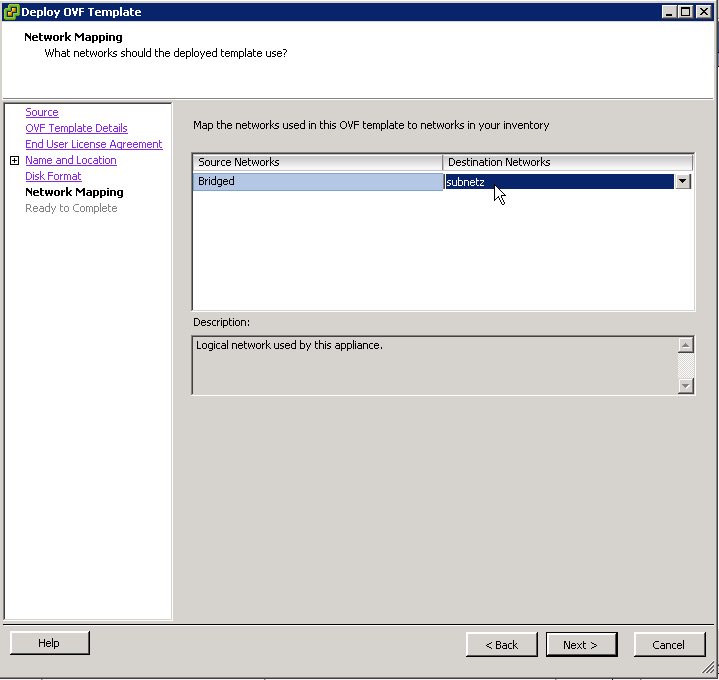 Deploy OVF Template
Network Mapping
What networks should the deployed template use?
Source
OVF Template Details
End User License Agreement
Name and Location
Disk Format
Network Mapping
Ready to Complete
Map the networks used in this OVF template to networks in your inventory
Source Networks Destination Networks
Bridged subnetz
Description:
Logical network used by this appliance.
Help < Back Next > Cancel